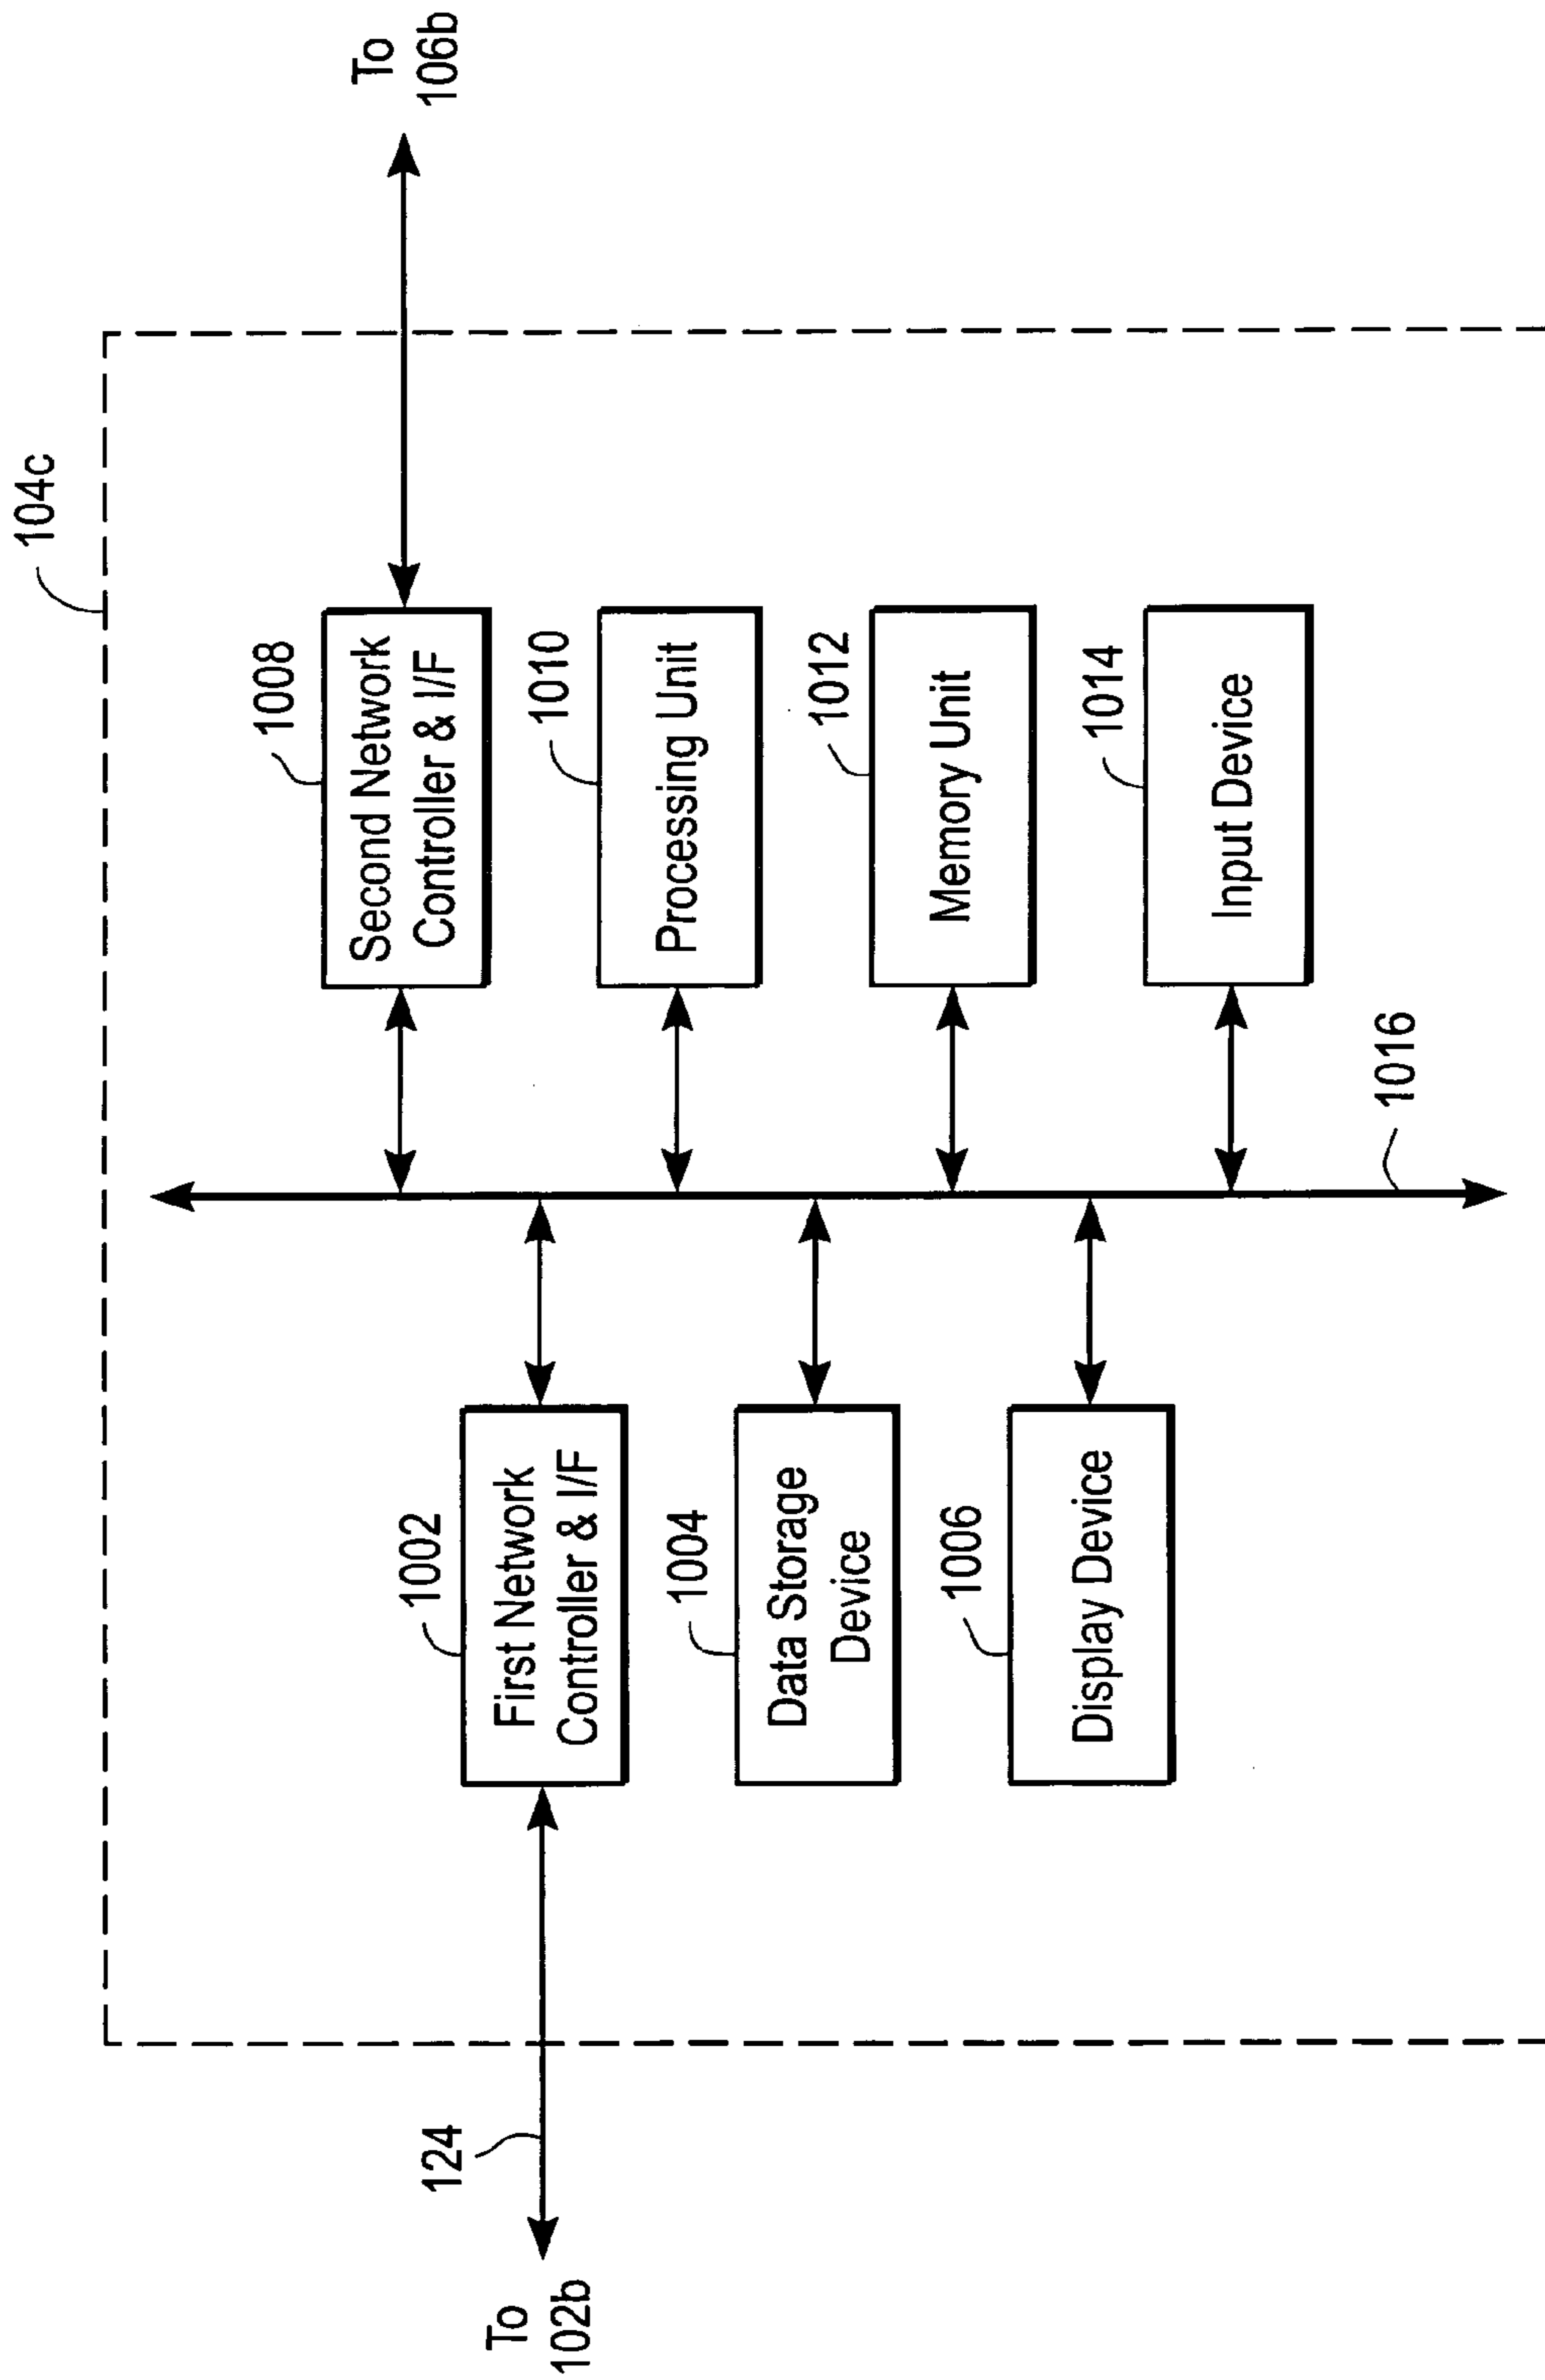 104c
To
106b
1008
Second Network
Controller & I/F
1010
Processing Unit
1012
Memory Unit
1014
Input Device
1016
1002
First Network
Controller & I/F
1004
Data Storage
Device
1006
Display Device
124
To
102b